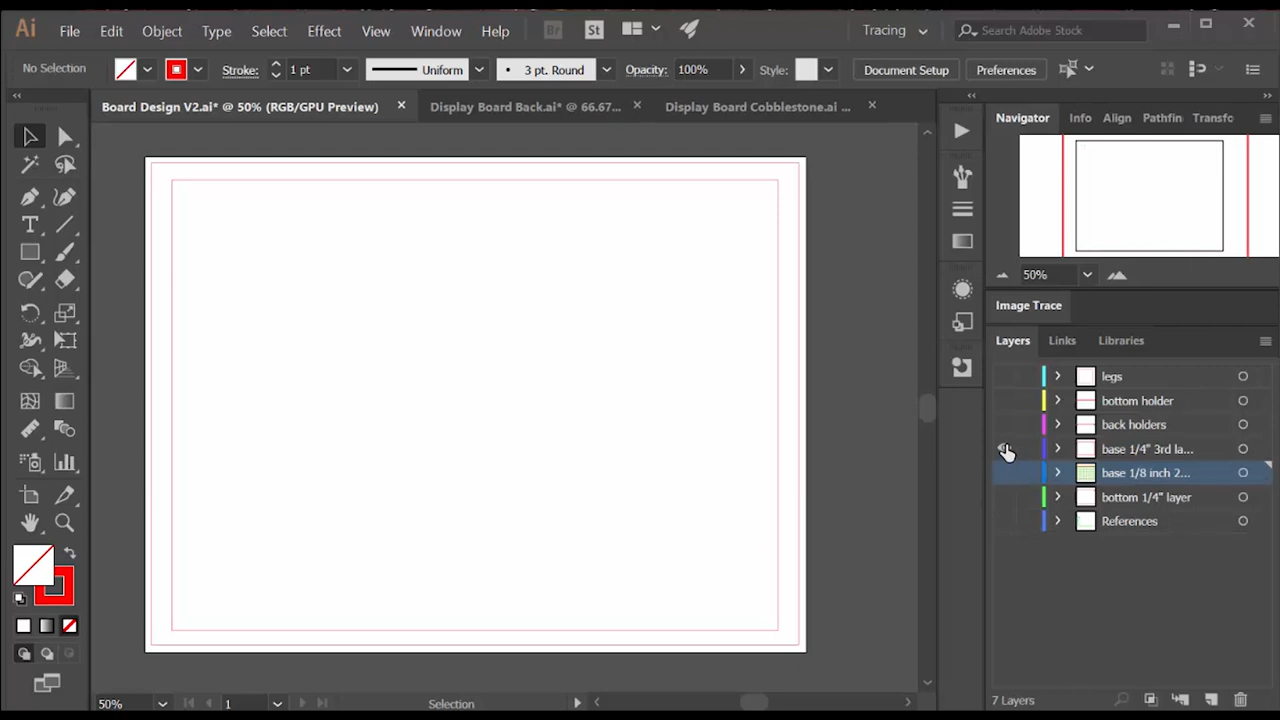 Ai File Edit Object Type Select Effect View Window Help Br St Tracing Search Adobe Stock
No Selection Stroke: 1 pt Uniform 3 pt. Round Opacity: 100% Style: Document Setup Preferences
Board Design V2.ai* @ 50% (RGB/GPU Preview) Display Board Back.ai* @ 66.67... Display Board Cobblestone.ai ...
Navigator Info Align Pathfin Transfo
50%
Image Trace
Layers Links Libraries
legs
bottom holder
back holders
base 1/4" 3rd la...
base 1/8 inch 2...
bottom 1/4" layer
References
50% 1 Selection 7 Layers